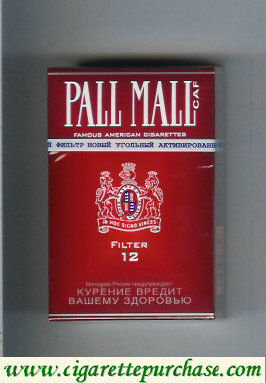 PALL MALL
CAF
FAMOUS AMERICAN CIGARETTES
Й ФИЛЬТР НОВЫЙ УГОЛЬНЫЙ АКТИВИРОВАНН
IN HOC SIGNO VINCES
FILTER
12
Минздрав России предупреждает:
КУРЕНИЕ ВРЕДИТ
ВАШЕМУ ЗДОРОВЬЮ
www.cigarettepurchase.com